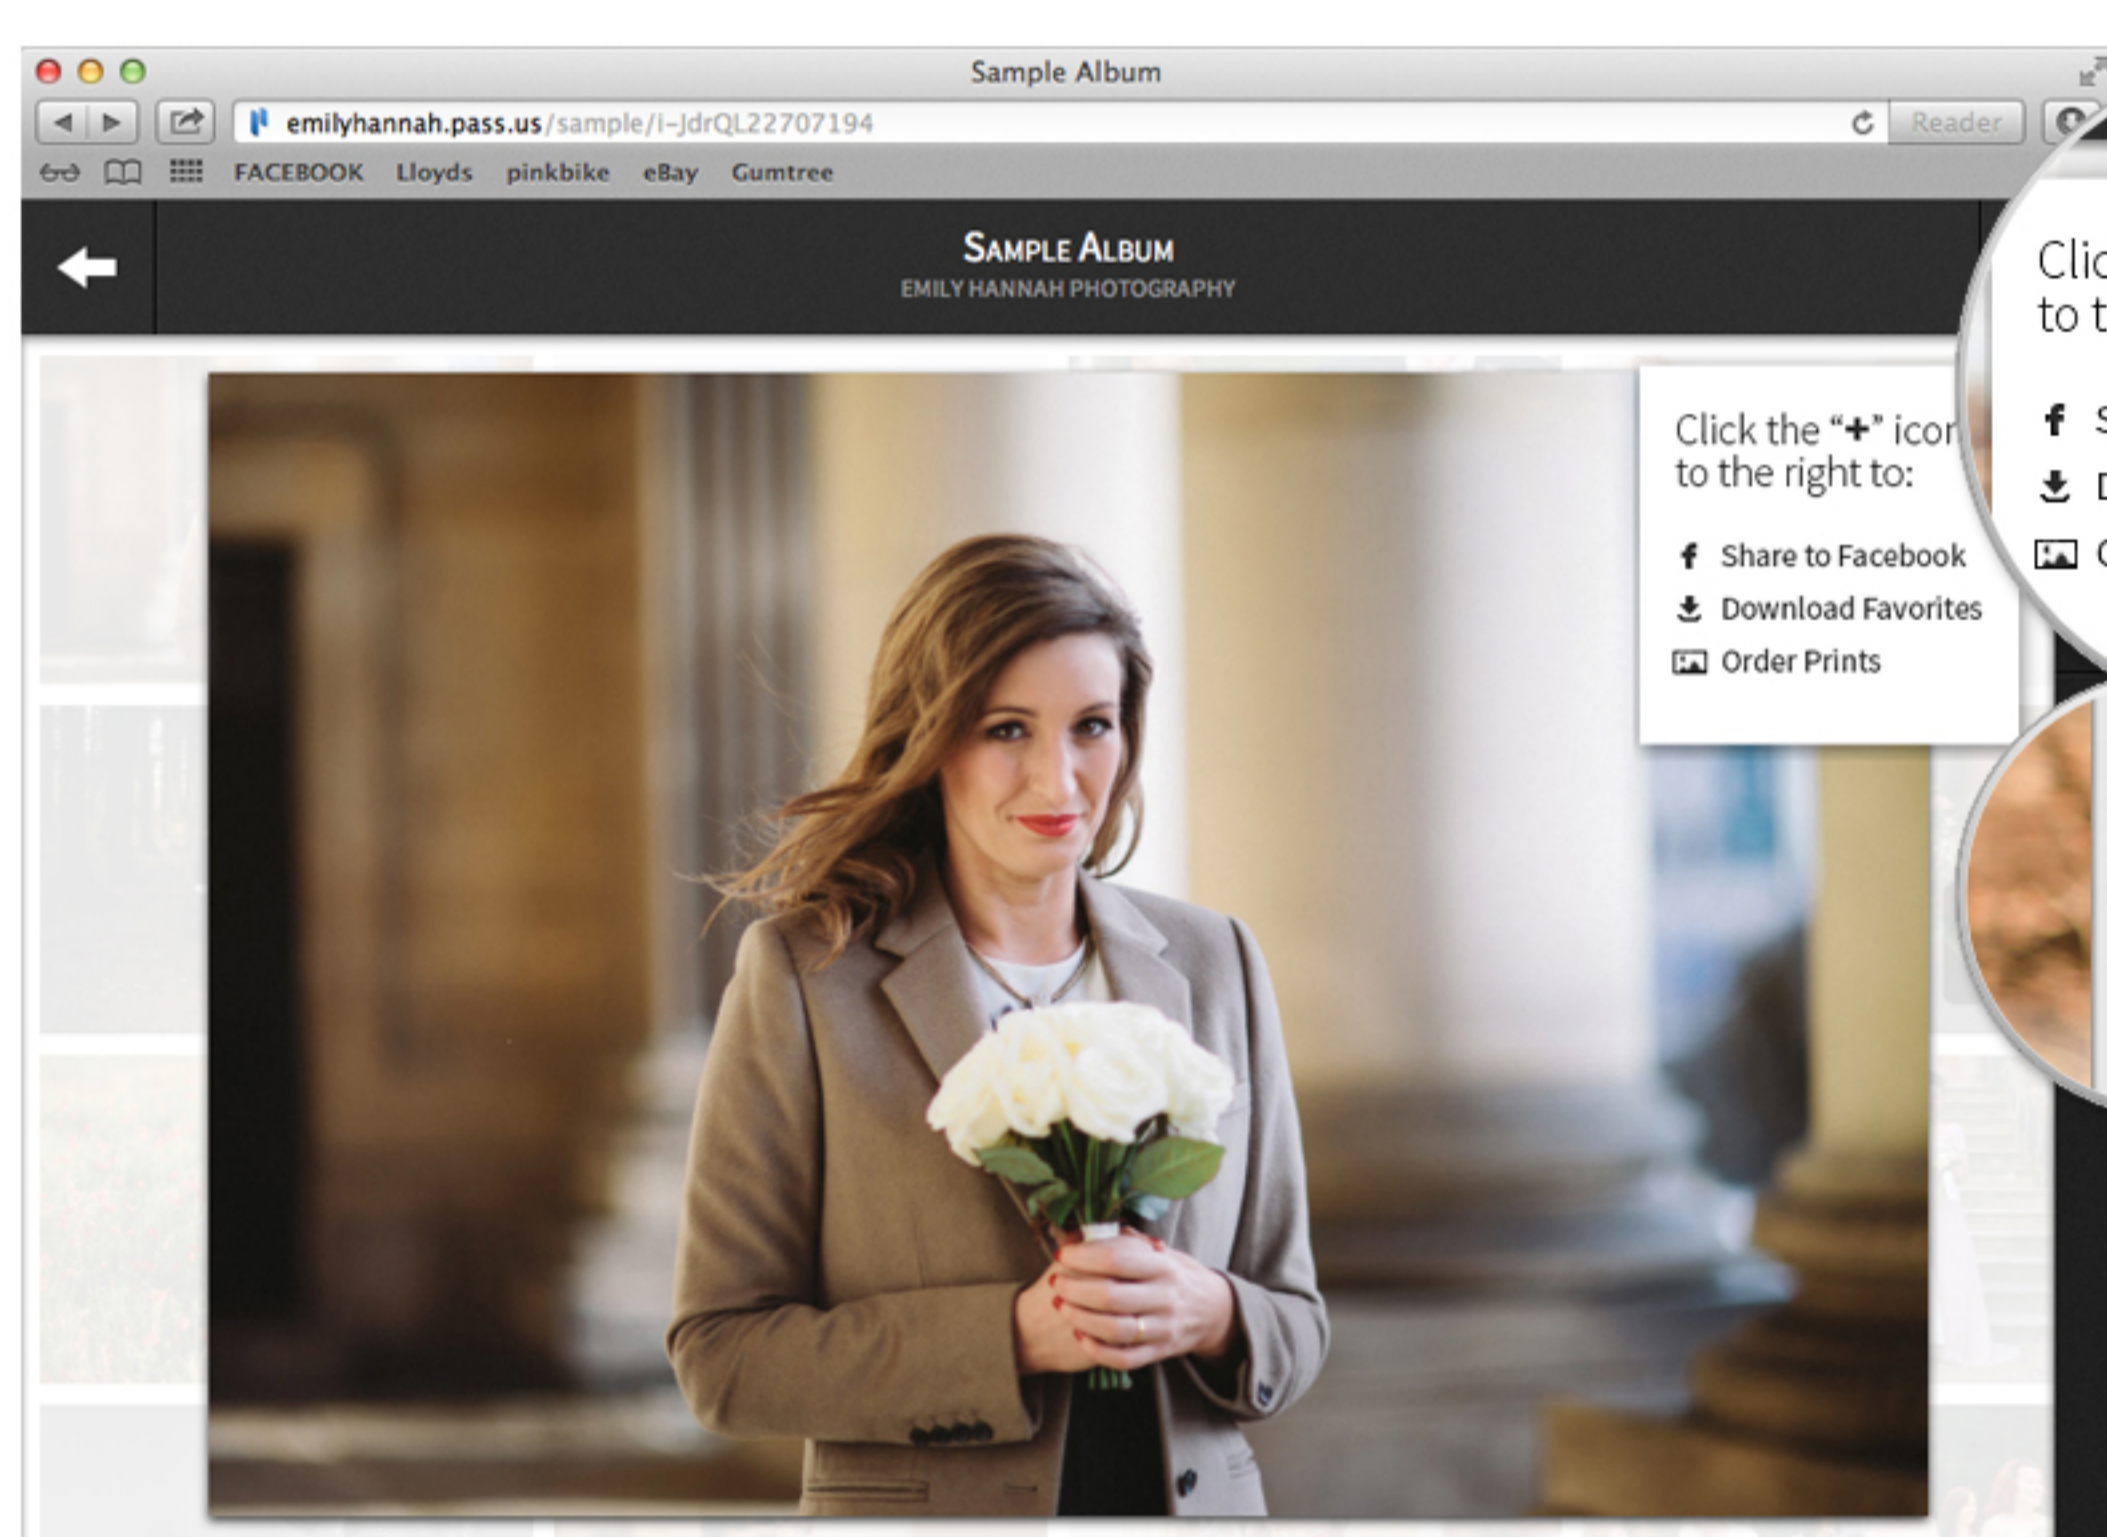 Sample Album
emilyhannah.pass.us/sample/i-JdrQL22707194
Reader
FACEBOOK Lloyds pinkbike eBay Gumtree
SAMPLE ALBUM
EMILY HANNAH PHOTOGRAPHY
Click the “+” icon
to the right to:
Share to Facebook
Download Favorites
Order Prints
to t